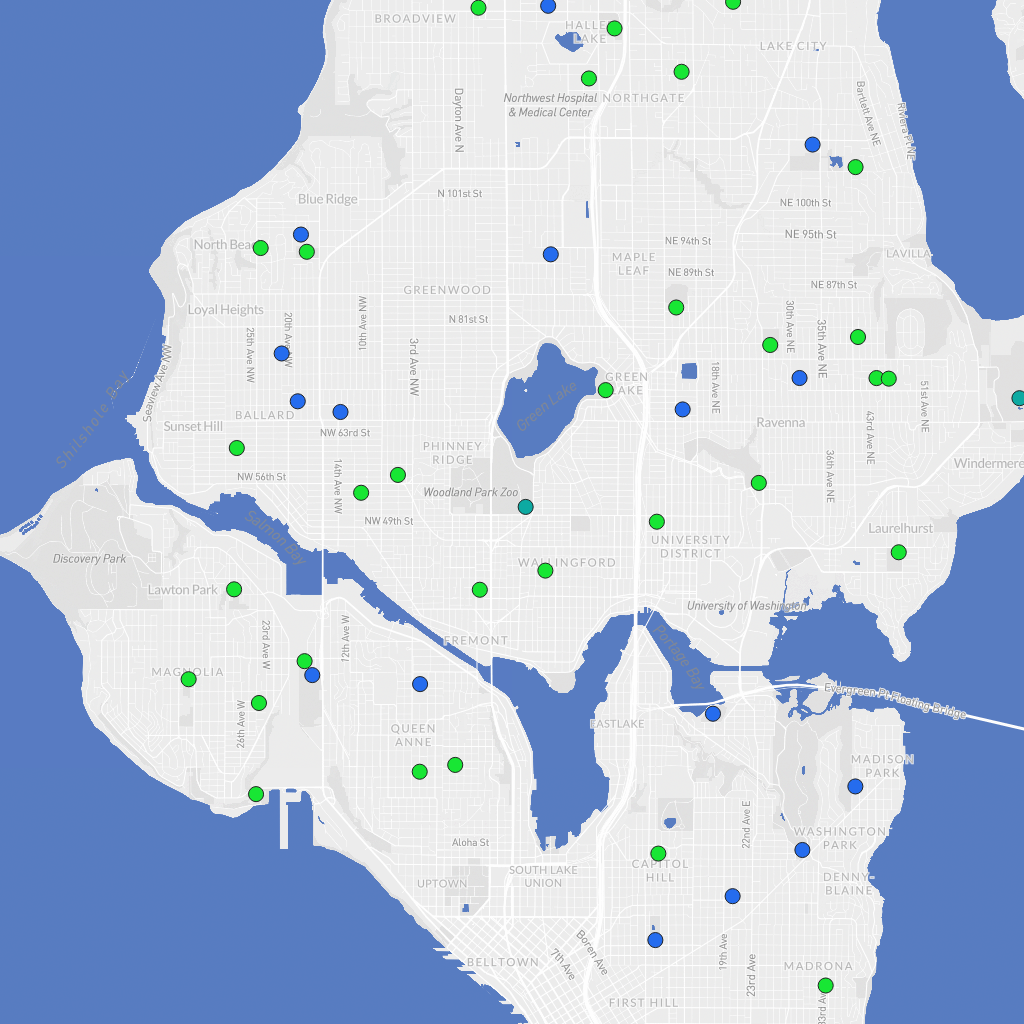 BROADVIEW
HALLER
LAKE
LAKE CITY
Dayton Ave N
Northwest Hospital
& Medical Center
NORTHGATE
Bartlett Ave NE
Riviera Pl NE
Blue Ridge
N 101st St
NE 100th St
North Beach
NE 94th St
NE 95th St
MAPLE
LEAF
LAVILLA
NE 89th St
NE 87th St
GREENWOOD
Loyal Heights
N 81st St
25th Ave NW
20th Ave NW
10th Ave NW
3rd Ave NW
30th Ave NE
35th Ave NE
Seaview Ave NW
Shilshole Bay
GREEN
LAKE
Green Lake
18th Ave NE
51st Ave NE
43rd Ave NE
BALLARD
Sunset Hill
NW 63rd St
Ravenna
PHINNEY
RIDGE
36th Ave NE
Windermere
NW 56th St
14th Ave NW
Woodland Park Zoo
NW 49th St
Salmon Bay
Laurelhurst
UNIVERSITY
DISTRICT
Discovery Park
WALLINGFORD
Lawton Park
University of Washington
23rd Ave W
12th Ave W
FREMONT
Portage Bay
MAGNOLIA
Evergreen Pt Floating Bridge
26th Ave W
QUEEN
ANNE
EASTLAKE
MADISON
PARK
22nd Ave E
Aloha St
WASHINGTON
PARK
CAPITOL
HILL
UPTOWN
SOUTH LAKE
UNION
DENNY-
BLAINE
19th Ave
23rd Ave
Boren Ave
7th Ave
BELLTOWN
MADRONA
FIRST HILL
33rd Ave